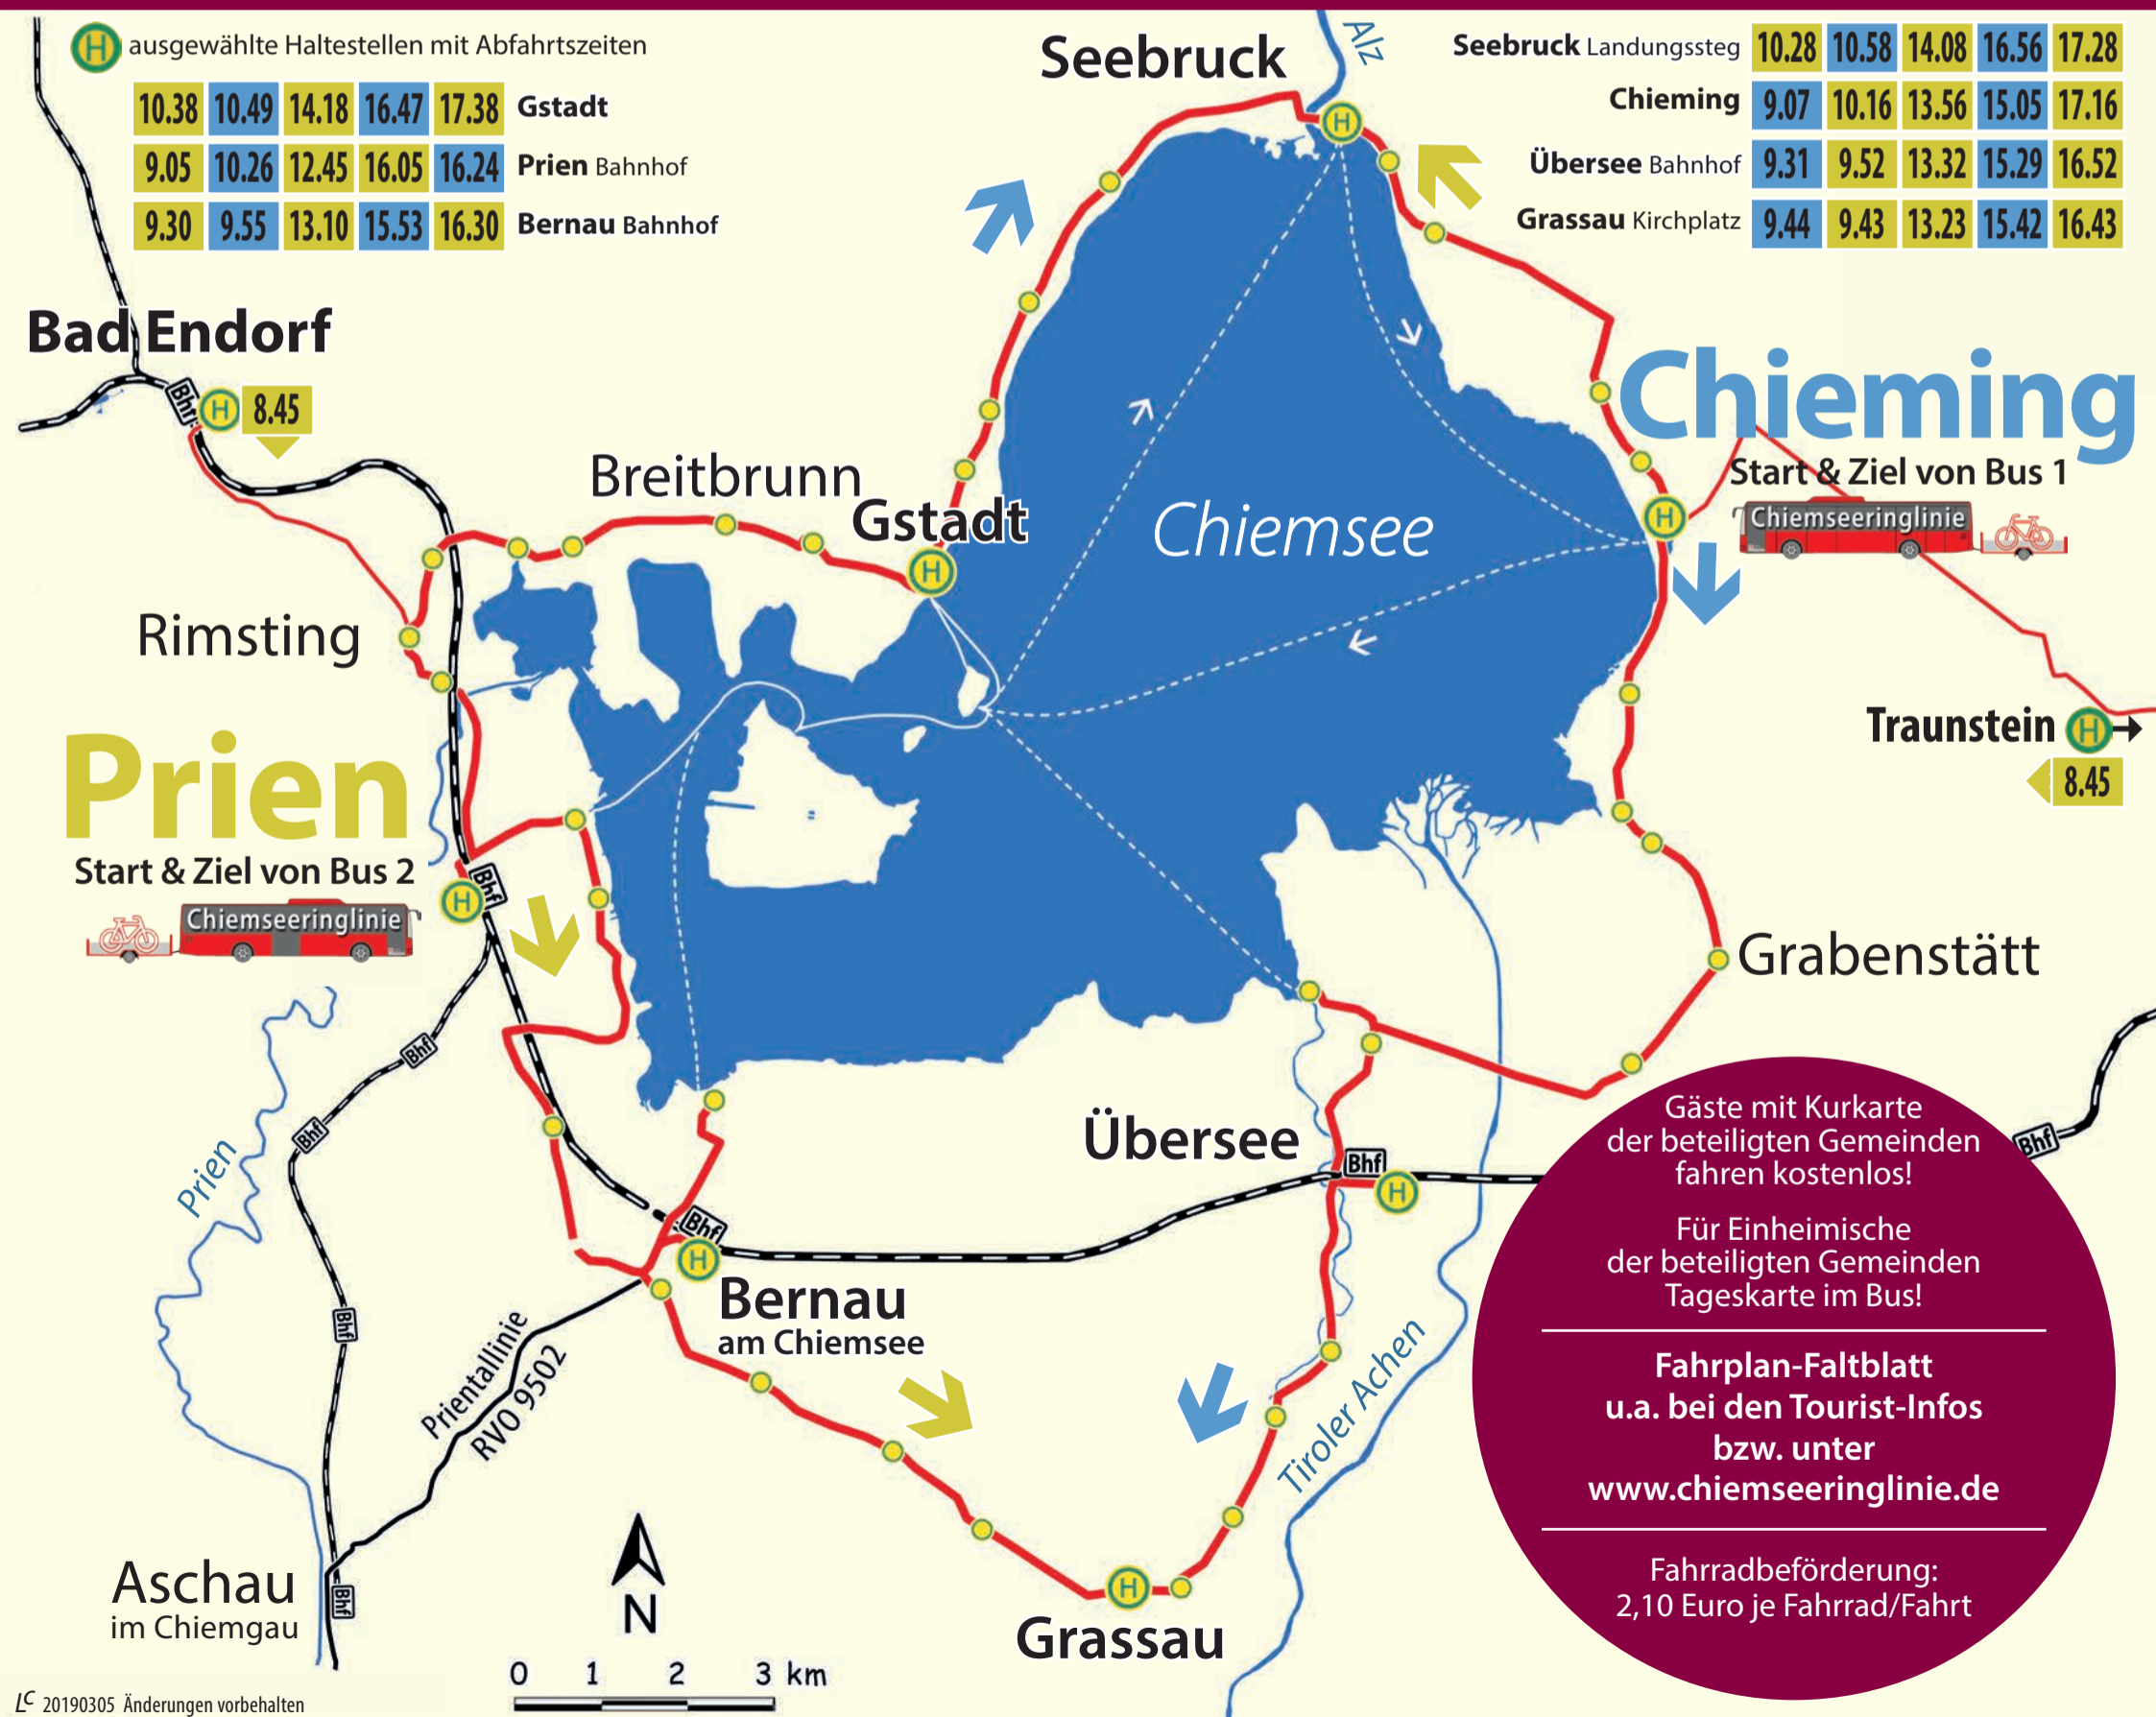 H ausgewählte Haltestellen mit Abfahrtszeiten
10.38 10.49 14.18 16.47 17.38 Gstadt
9.05 10.26 12.45 16.05 16.24 Prien Bahnhof
9.30 9.55 13.10 15.53 16.30 Bernau Bahnhof
Seebruck
Alz
H
Seebruck Landungssteg 10.28 10.58 14.08 16.56 17.28
Chieming 9.07 10.16 13.56 15.05 17.16
Übersee Bahnhof 9.31 9.52 13.32 15.29 16.52
Grassau Kirchplatz 9.44 9.43 13.23 15.42 16.43
Bad Endorf
Bhf H 8.45
Chieming
Start & Ziel von Bus 1
H
Chiemseeringlinie
Breitbrunn
Gstadt
H
Chiemsee
Rimsting
Traunstein H
8.45
Prien
Start & Ziel von Bus 2
Chiemseeringlinie
H
Bhf
Grabenstätt
Bhf
Bhf
Prien
Bhf
Übersee
Bhf
H
Bhf
Bhf
H
Bernau
am Chiemsee
Prientallinie
RVO 9502
Tiroler Achen
Gäste mit Kurkarte
der beteiligten Gemeinden
fahren kostenlos!
Für Einheimische
der beteiligten Gemeinden
Tageskarte im Bus!
Fahrplan-Faltblatt
u.a. bei den Tourist-Infos
bzw. unter
www.chiemseeringlinie.de
Fahrradbeförderung:
2,10 Euro je Fahrrad/Fahrt
Aschau
im Chiemgau
Bhf
N
H
Grassau
0 1 2 3 km
LC 20190305 Änderungen vorbehalten